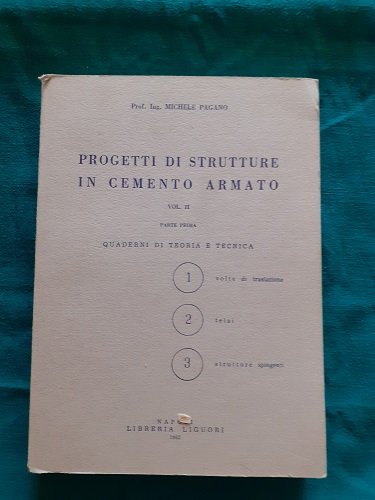 Prof. Ing. MICHELE PAGANO
PROGETTI DI STRUTTURE
IN CEMENTO ARMATO
VOL. II
PARTE PRIMA
QUADERNI DI TEORIA E TECNICA
1 volte di traslazione
2 telai
3 strutture spingenti
LIBRERIA LIGUORI